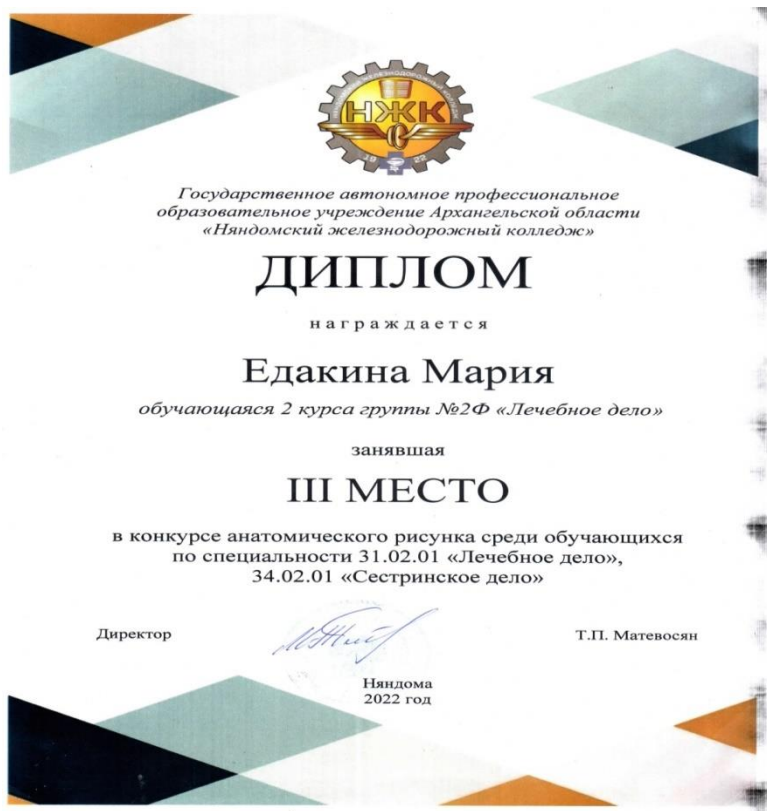 НЖК
19 22
Государственное автономное профессиональное
образовательное учреждение Архангельской области
«Няндомский железнодорожный колледж»
ДИПЛОМ
награждается
Едакина Мария
обучающаяся 2 курса группы №2Ф «Лечебное дело»
занявшая
III МЕСТО
в конкурсе анатомического рисунка среди обучающихся
по специальности 31.02.01 «Лечебное дело»,
34.02.01 «Сестринское дело»
Директор Т.П. Матевосян
Няндома
2022 год